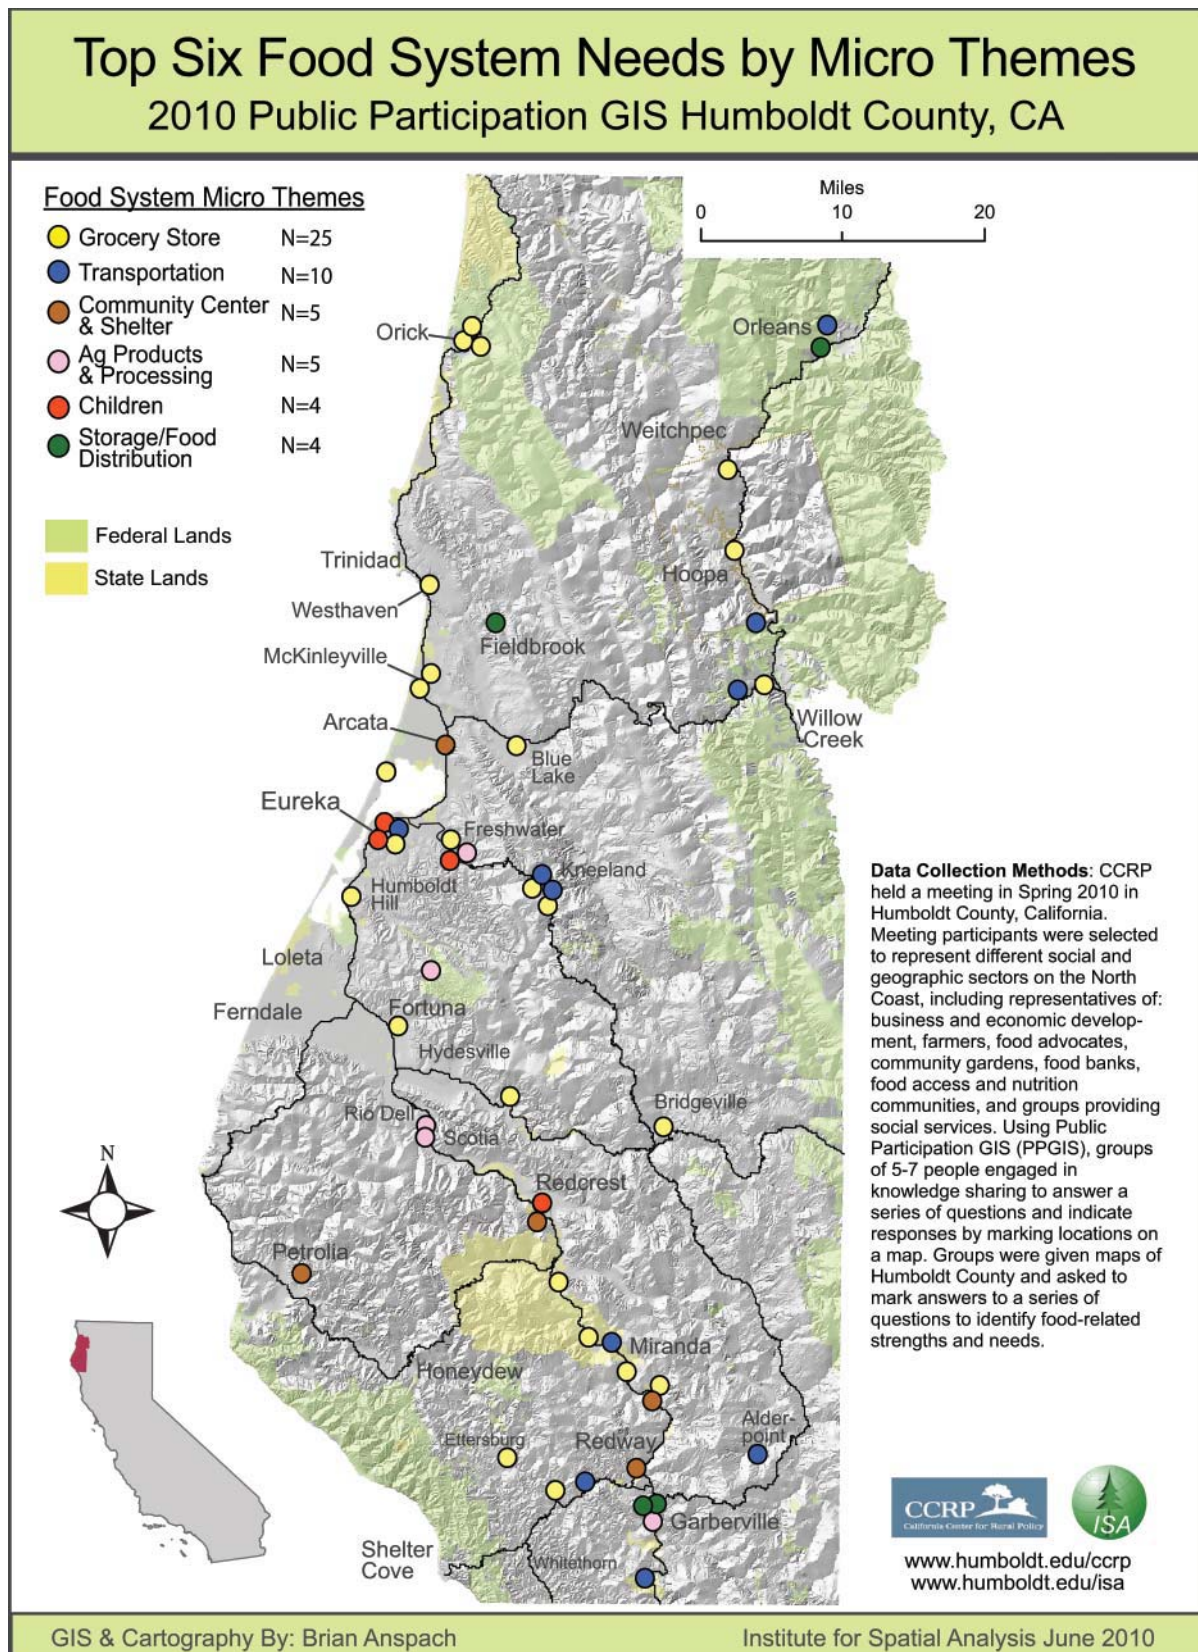 Top Six Food System Needs by Micro Themes
2010 Public Participation GIS Humboldt County, CA
Food System Micro Themes
Grocery Store N=25
Transportation N=10
Community Center
& Shelter N=5
Ag Products
& Processing N=5
Children N=4
Storage/Food
Distribution N=4
Federal Lands
State Lands
Miles
0 10 20
Orick
Orleans
Weitchpec
Trinidad
Hoopa
Westhaven
Fieldbrook
McKinleyville
Willow
Creek
Arcata
Blue
Lake
Eureka
Freshwater
Kneeland
Humboldt
Hill
Loleta
Ferndale
Fortuna
Hydesville
Rio Dell
Scotia
Bridgeville
Redcrest
Petrolia
Miranda
Honeydew
Alder-
point
Ettersburg
Redway
Garberville
Shelter
Cove
Whitethorn
N
Data Collection Methods: CCRP
held a meeting in Spring 2010 in
Humboldt County, California.
Meeting participants were selected
to represent different social and
geographic sectors on the North
Coast, including representatives of:
business and economic develop-
ment, farmers, food advocates,
community gardens, food banks,
food access and nutrition
communities, and groups providing
social services. Using Public
Participation GIS (PPGIS), groups
of 5-7 people engaged in
knowledge sharing to answer a
series of questions and indicate
responses by marking locations on
a map. Groups were given maps of
Humboldt County and asked to
mark answers to a series of
questions to identify food-related
strengths and needs.
CCRP
California Center for Rural Policy
ISA
www.humboldt.edu/ccrp
www.humboldt.edu/isa
GIS & Cartography By: Brian Anspach
Institute for Spatial Analysis June 2010